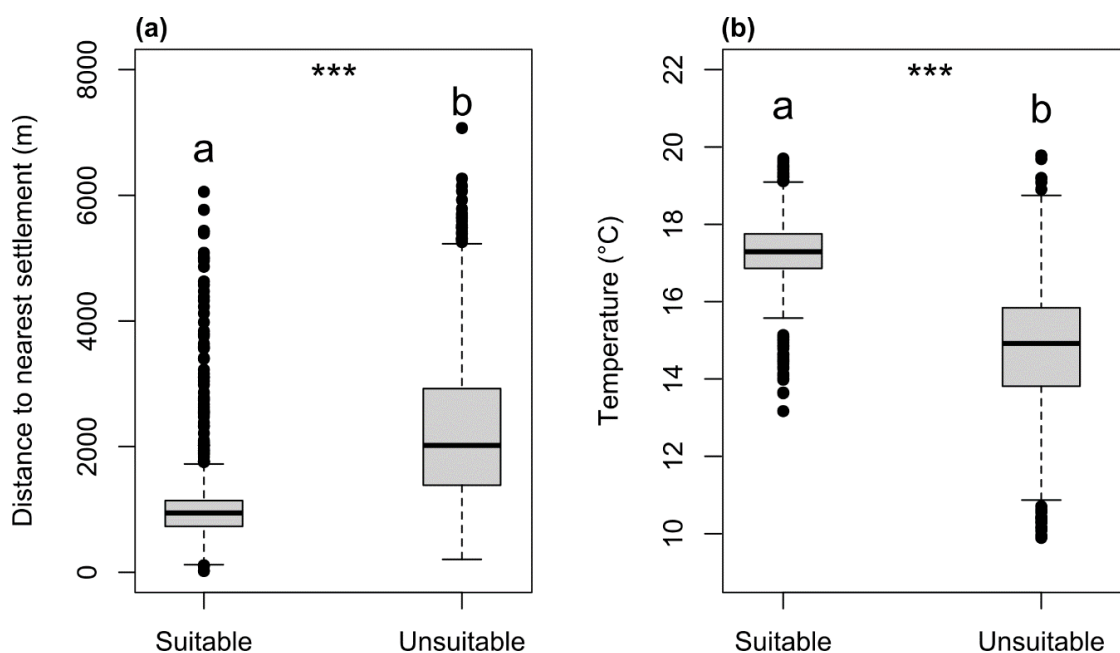 (a)
Distance to nearest settlement (m)
8000
6000
4000
2000
0
***
a
b
Suitable
Unsuitable
(b)
Temperature (°C)
22
20
18
16
14
12
10
***
a
b
Suitable
Unsuitable